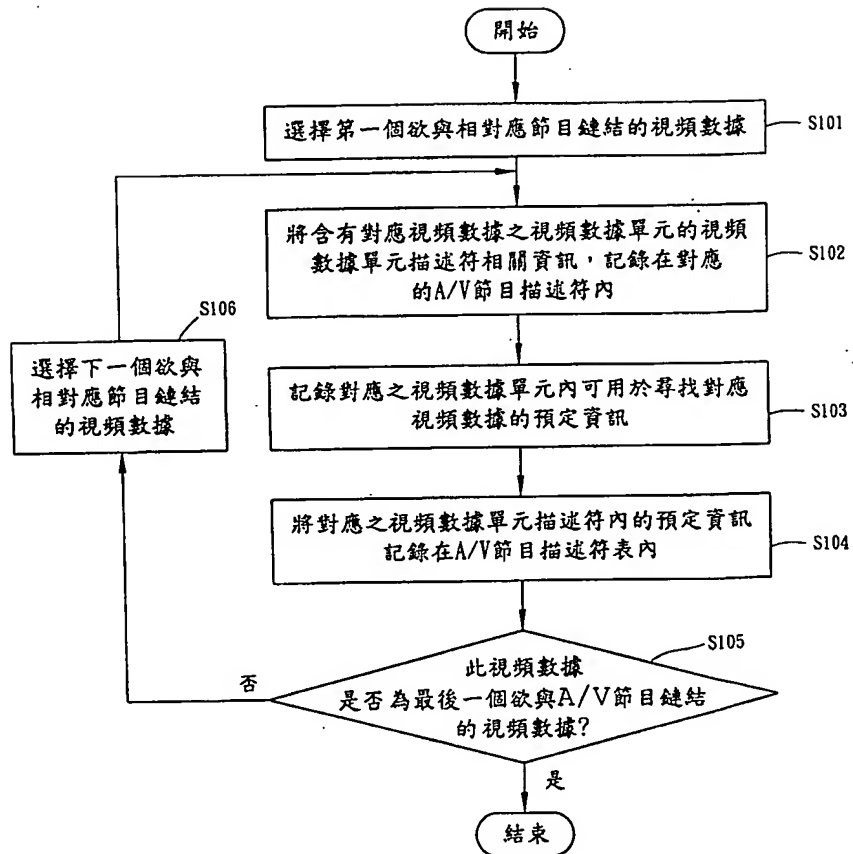 開始
選擇第一個欲與相對應節目鏈結的視頻數據
S101
將含有對應視頻數據之視頻數據單元的視頻
數據單元描述符相關資訊,記錄在對應
的A/V節目描述符內
S102
S106
選擇下一個欲與
相對應節目鏈結
的視頻數據
記錄對應之視頻數據單元內可用於尋找對應
視頻數據的預定資訊
S103
將對應之視頻數據單元描述符內的預定資訊
記錄在A/V節目描述符表內
S104
S105
此視頻數據
是否為最後一個欲與A/V節目鏈結
的視頻數據?
否
是
結束